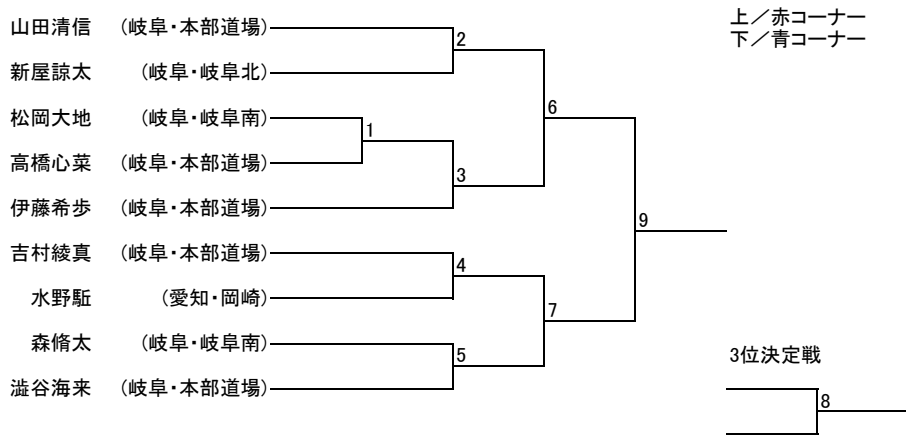 山田清信 (岐阜・本部道場)
上／赤コーナー
下／青コーナー
2
新屋諒太 (岐阜・岐阜北)
松岡大地 (岐阜・岐阜南)
6
1
高橋心菜 (岐阜・本部道場)
3
伊藤希歩 (岐阜・本部道場)
9
吉村綾真 (岐阜・本部道場)
4
水野駈 (愛知・岡崎)
7
森脩太 (岐阜・岐阜南)
5
3位決定戦
澁谷海来 (岐阜・本部道場)
8